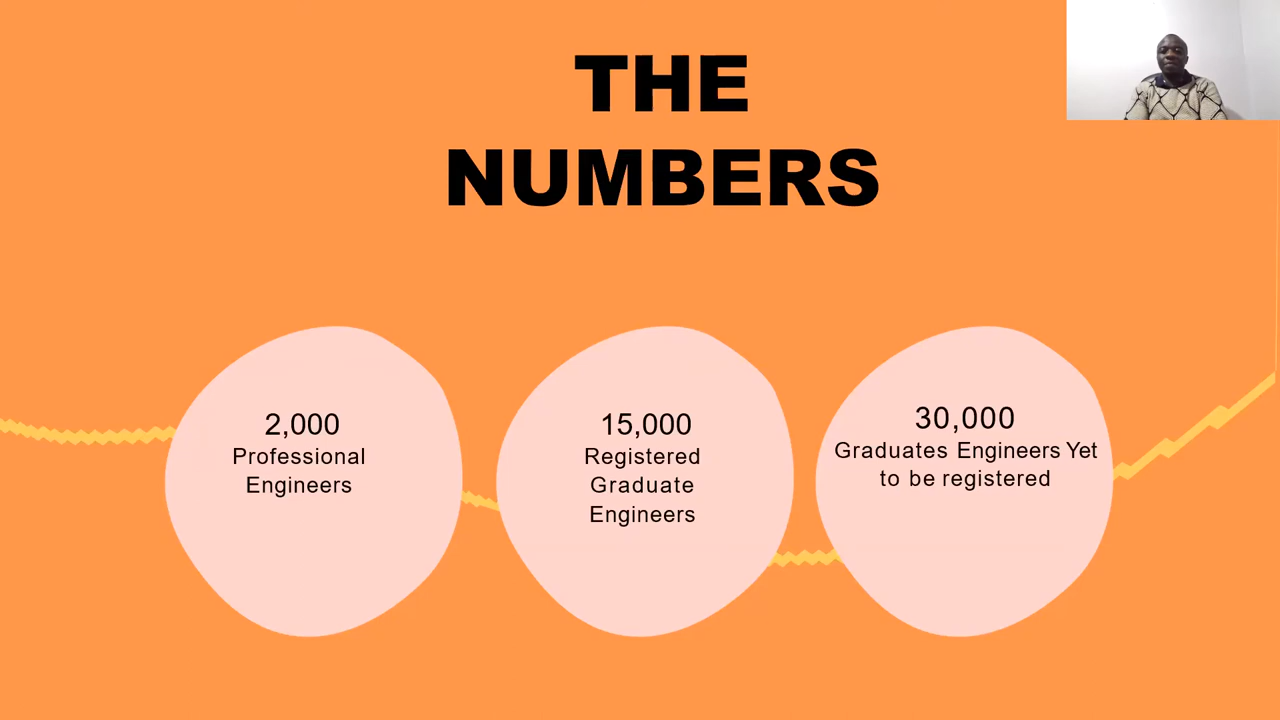 THE
NUMBERS
2,000
Professional
Engineers
15,000
Registered
Graduate
Engineers
30,000
Graduates Engineers Yet
to be registered